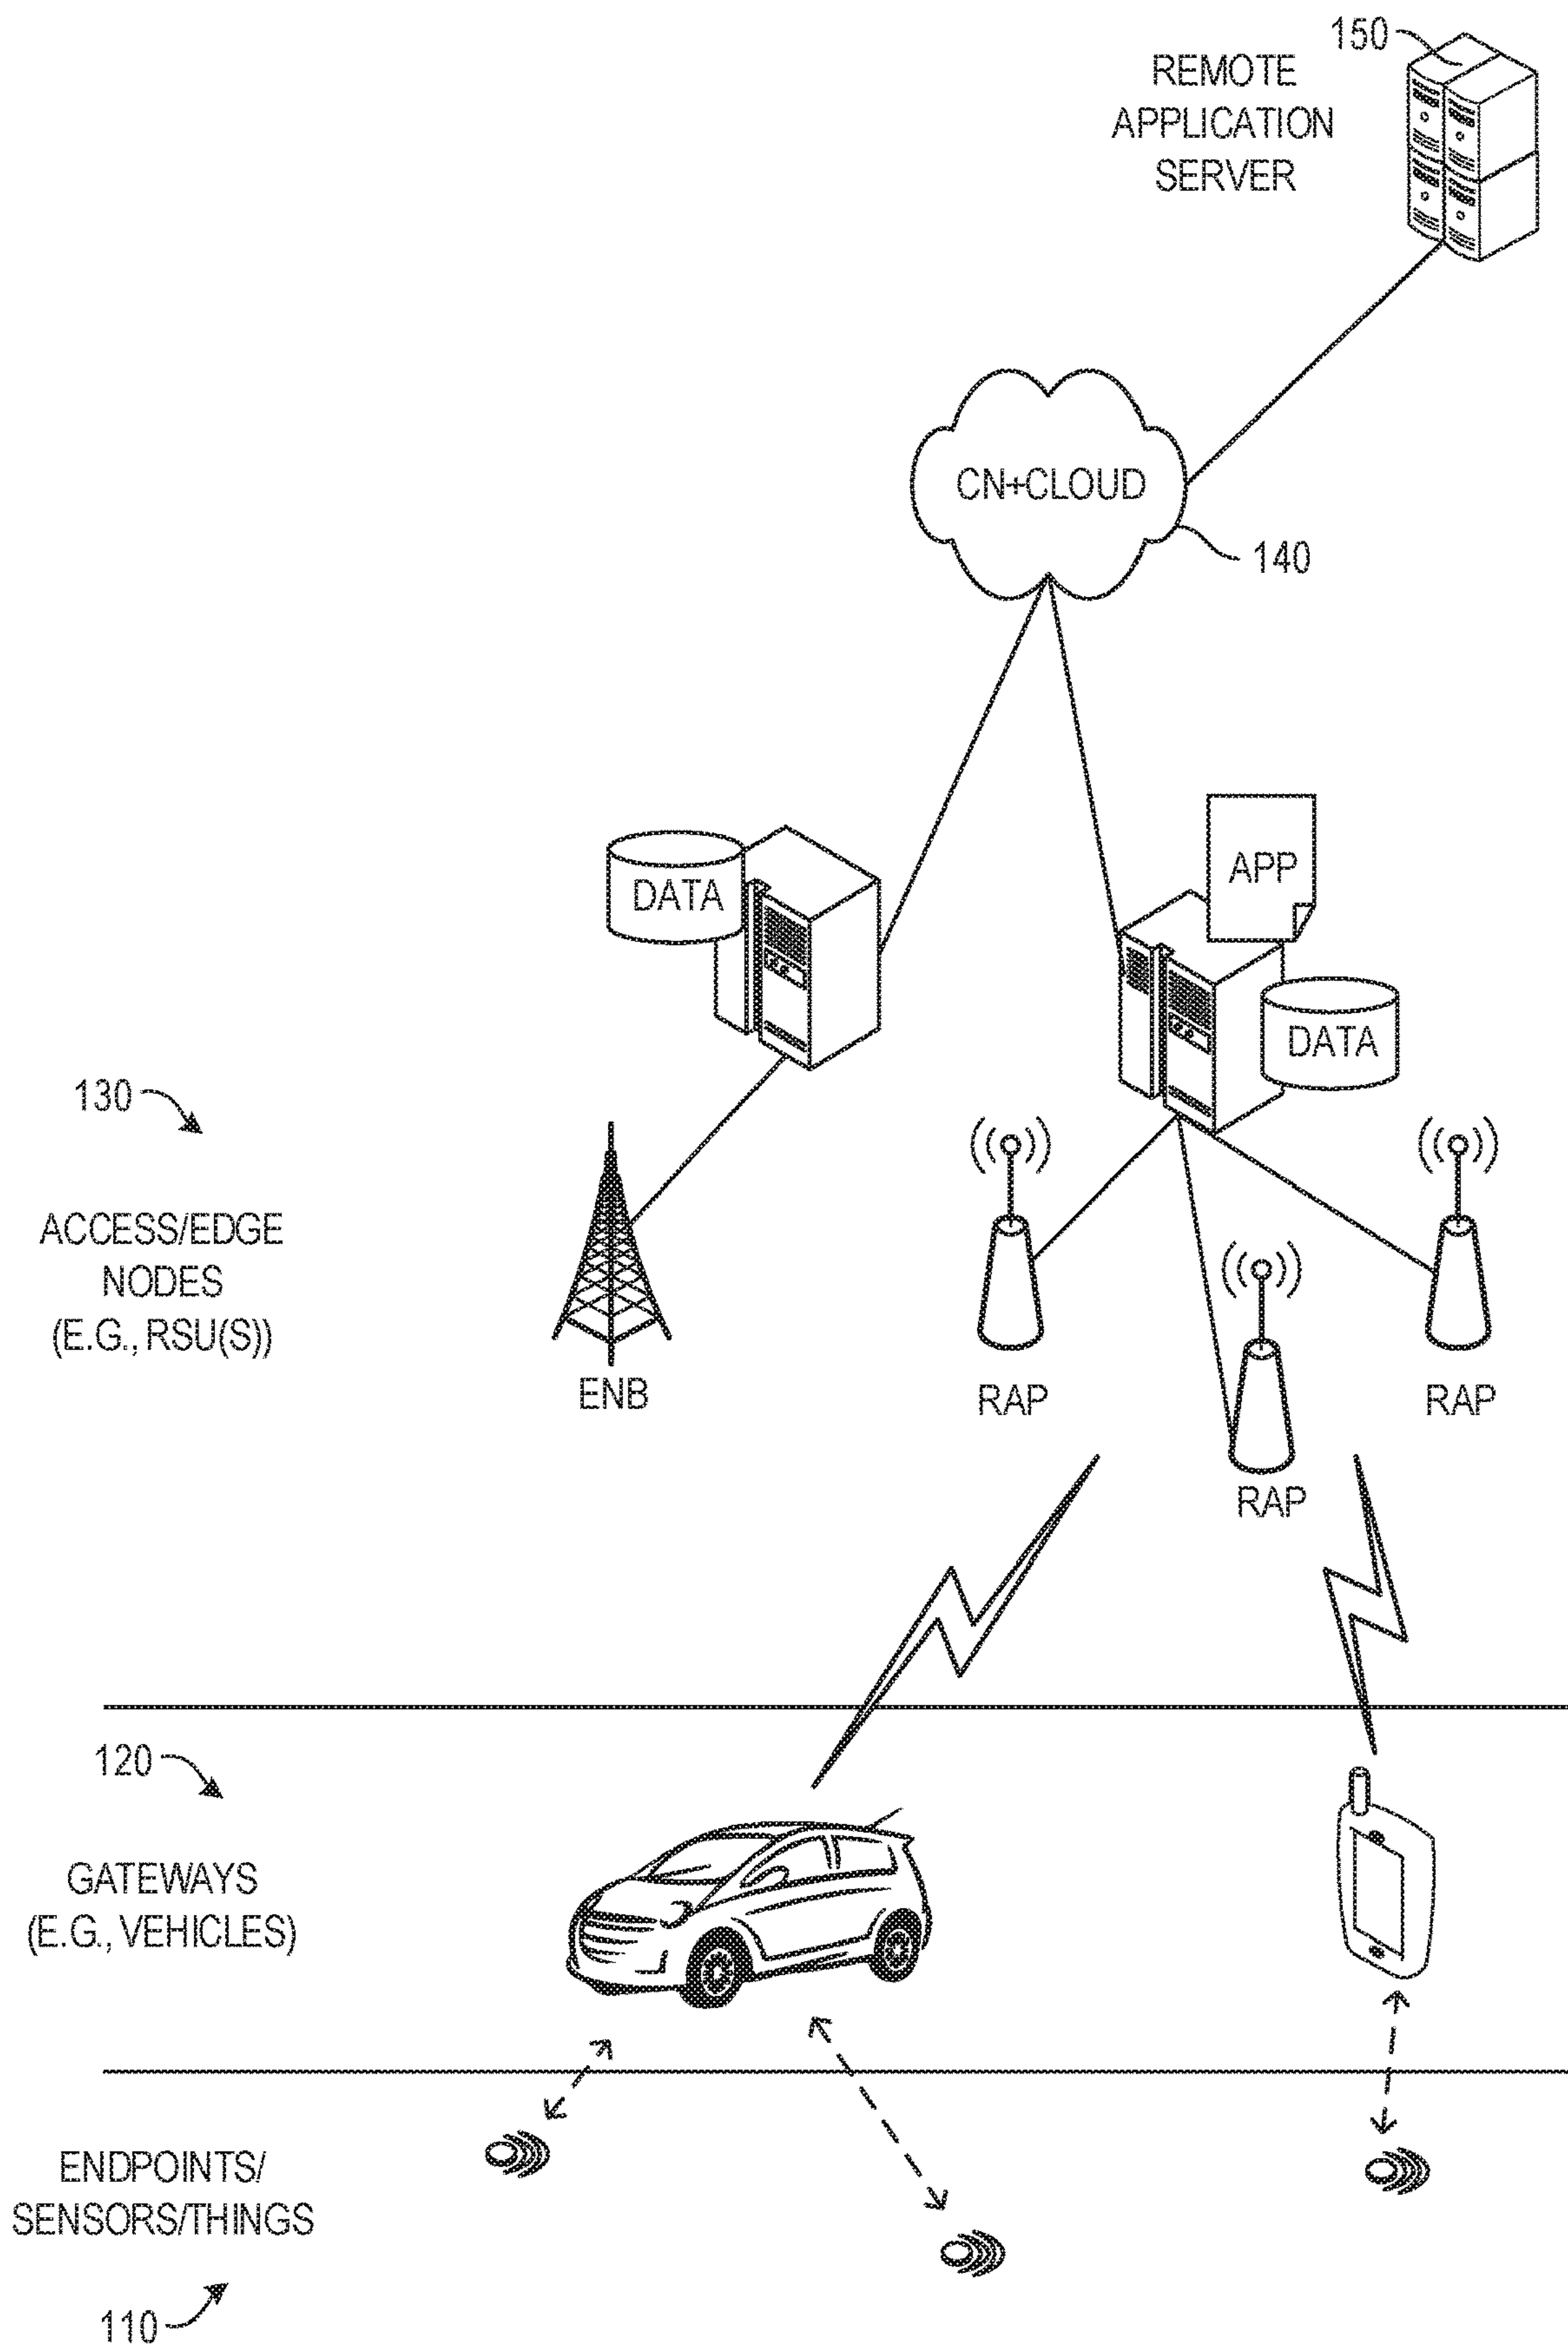 150
REMOTE
APPLICATION
SERVER
CN+CLOUD
140
APP
DATA
DATA
130
ACCESS/EDGE
NODES
(E.G., RSU(S))
ENB
RAP
RAP
RAP
120
GATEWAYS
(E.G., VEHICLES)
ENDPOINTS/
SENSORS/THINGS
110